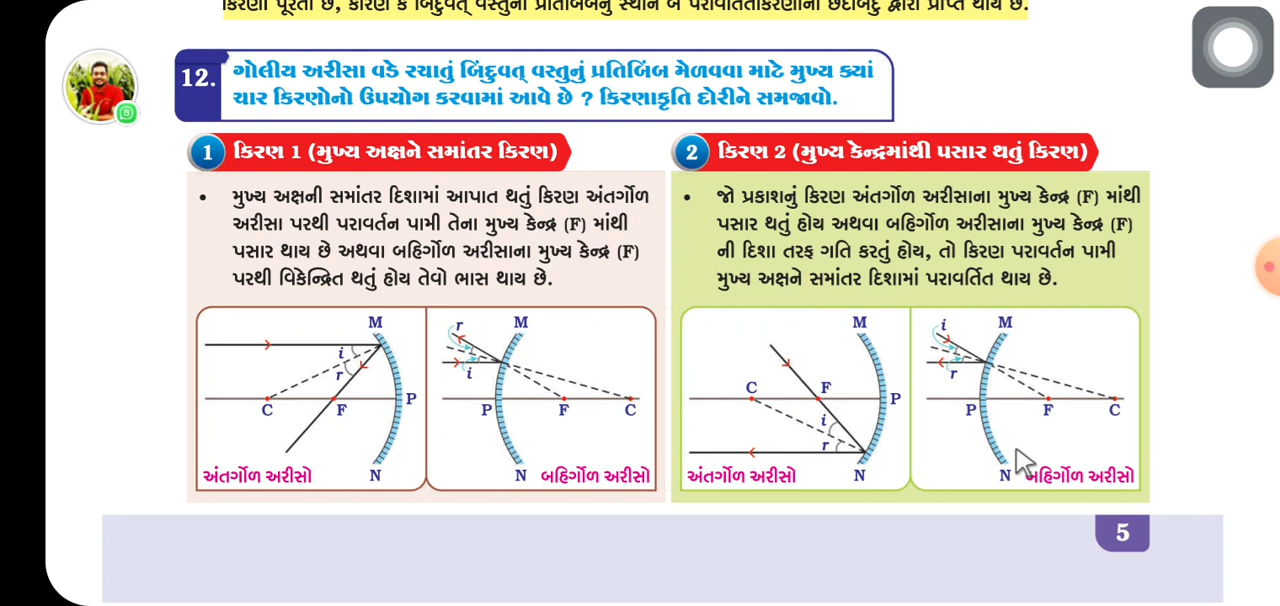 કિરણો પૂરતાં છે, કારણ કે બિંદુવત્ વસ્તુના પ્રતિબિંબનું સ્થાન બે પરાવર્તિતકિરણોના છેદબિંદુ દ્વારા પ્રાપ્ત થાય છે.
12. ગોલીય અરીસા વડે રચાતું બિંદુવત્ વસ્તુનું પ્રતિબિંબ મેળવવા માટે મુખ્ય ક્યાં
ચાર કિરણોનો ઉપયોગ કરવામાં આવે છે ? કિરણાકૃતિ દોરીને સમજાવો.
1 કિરણ 1 (મુખ્ય અક્ષને સમાંતર કિરણ)
• મુખ્ય અક્ષની સમાંતર દિશામાં આપાત થતું કિરણ અંતર્ગોળ
અરીસા પરથી પરાવર્તન પામી તેના મુખ્ય કેન્દ્ર (F) માંથી
પસાર થાય છે અથવા બહિર્ગોળ અરીસાના મુખ્ય કેન્દ્ર (F)
પરથી વિકેન્દ્રિત થતું હોય તેવો ભાસ થાય છે.
M
i
r
C
F
P
N
અંતર્ગોળ અરીસો
M
r
i
P
F
C
N
બહિર્ગોળ અરીસો
2 કિરણ 2 (મુખ્ય કેન્દ્રમાંથી પસાર થતું કિરણ)
• જો પ્રકાશનું કિરણ અંતર્ગોળ અરીસાના મુખ્ય કેન્દ્ર (F) માંથી
પસાર થતું હોય અથવા બહિર્ગોળ અરીસાના મુખ્ય કેન્દ્ર (F)
ની દિશા તરફ ગતિ કરતું હોય, તો કિરણ પરાવર્તન પામી
મુખ્ય અક્ષને સમાંતર દિશામાં પરાવર્તિત થાય છે.
M
C
F
P
i
r
N
અંતર્ગોળ અરીસો
M
i
r
P
F
C
N
બહિર્ગોળ અરીસો
5